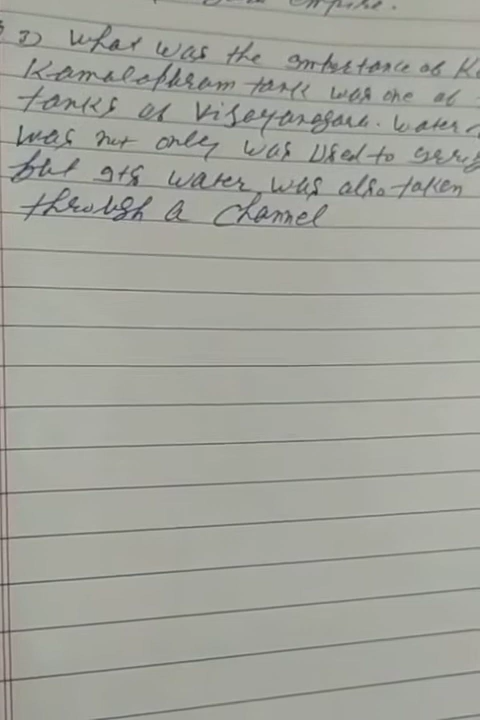 empire.
3) What was the importance of K
Kamalapuram tank was one of
tanks of Vijayanagara. Water
was not only was used to
but its water was also taken
through a channel